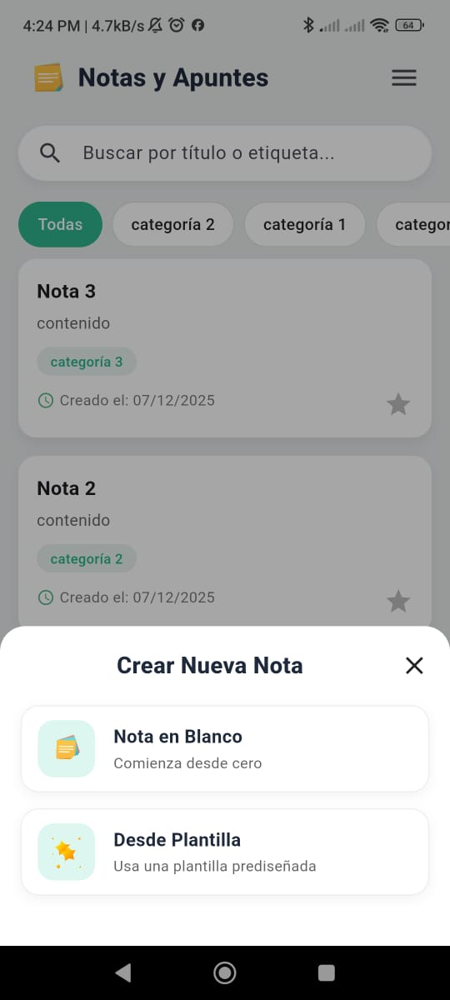 4:24 PM | 4.7kB/s
64
Notas y Apuntes
Buscar por título o etiqueta...
Todas
categoría 2
categoría 1
categor
Nota 3
contenido
categoría 3
Creado el: 07/12/2025
Nota 2
contenido
categoría 2
Creado el: 07/12/2025
Crear Nueva Nota
Nota en Blanco
Comienza desde cero
Desde Plantilla
Usa una plantilla prediseñada